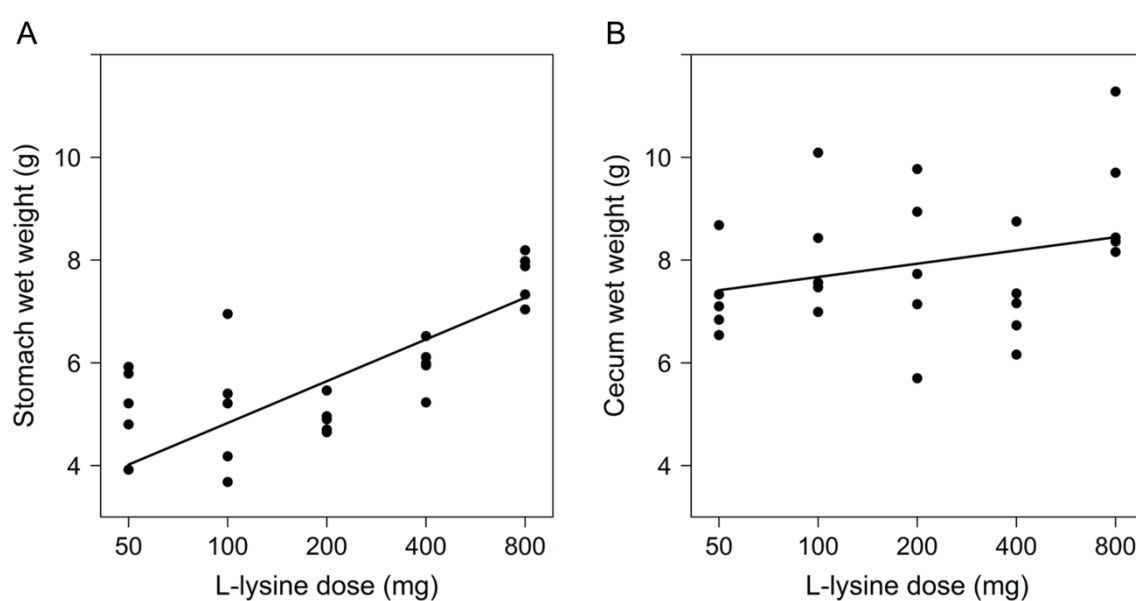 A
Stomach wet weight (g)
10
8
6
4
50 100 200 400 800
L-lysine dose (mg)
B
Cecum wet weight (g)
10
8
6
4
50 100 200 400 800
L-lysine dose (mg)